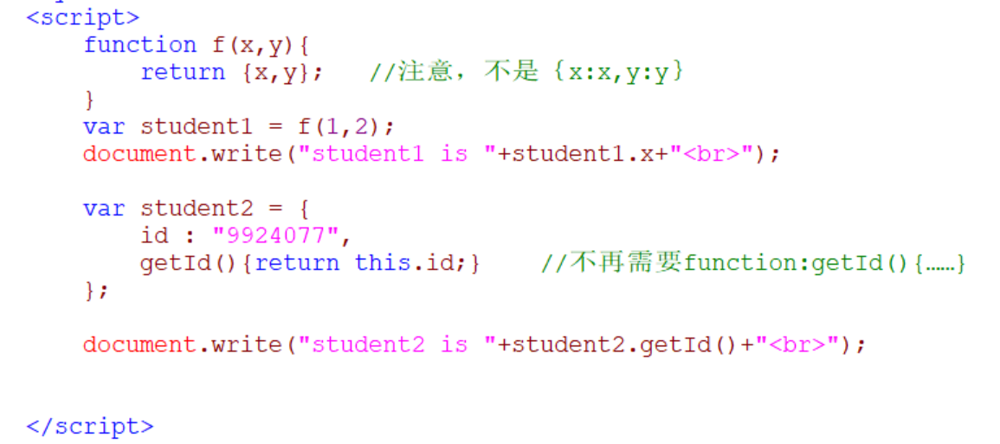 <script>
function f(x,y){
return {x,y}; //注意，不是 {x:x,y:y}
}
var student1 = f(1,2);
document.write("student1 is "+student1.x+"<br>");
var student2 = {
id : "9924077",
getId(){return this.id;} //不再需要function:getId(){……}
};
document.write("student2 is "+student2.getId()+"<br>");
</script>